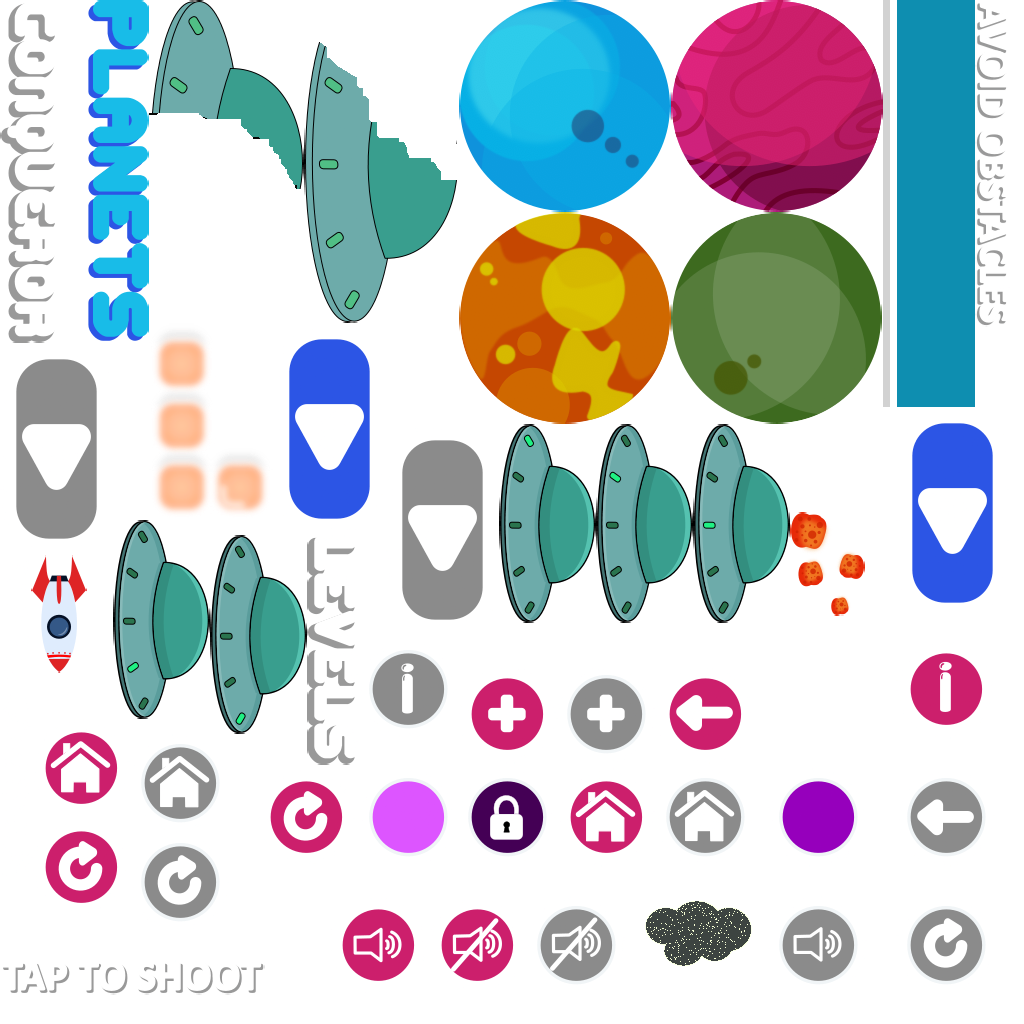 CONQUEROR
PLANETS
AVOID OBSTACLES
LEVELS
TAP TO SHOOT